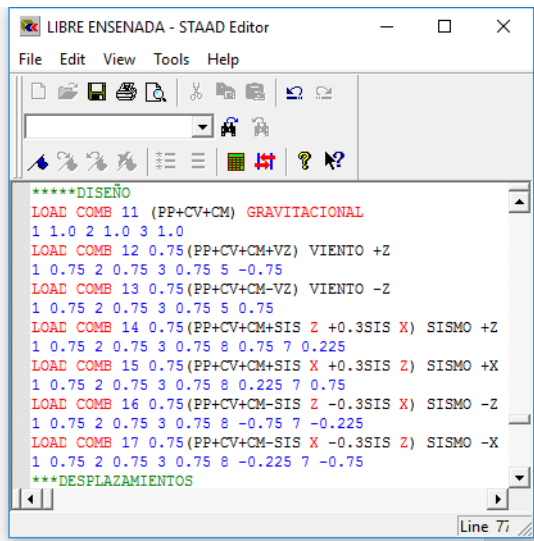 LIBRE ENSENADA - STAAD Editor
File Edit View Tools Help
*****DISEÑO
LOAD COMB 11 (PP+CV+CM) GRAVITACIONAL
1 1.0 2 1.0 3 1.0
LOAD COMB 12 0.75(PP+CV+CM+VZ) VIENTO +Z
1 0.75 2 0.75 3 0.75 5 -0.75
LOAD COMB 13 0.75(PP+CV+CM-VZ) VIENTO -Z
1 0.75 2 0.75 3 0.75 5 0.75
LOAD COMB 14 0.75(PP+CV+CM+SIS Z +0.3SIS X) SISMO +Z
1 0.75 2 0.75 3 0.75 8 0.75 7 0.225
LOAD COMB 15 0.75(PP+CV+CM+SIS X +0.3SIS Z) SISMO +X
1 0.75 2 0.75 3 0.75 8 0.225 7 0.75
LOAD COMB 16 0.75(PP+CV+CM-SIS Z -0.3SIS X) SISMO -Z
1 0.75 2 0.75 3 0.75 8 -0.75 7 -0.225
LOAD COMB 17 0.75(PP+CV+CM-SIS X -0.3SIS Z) SISMO -X
1 0.75 2 0.75 3 0.75 8 -0.225 7 -0.75
***DESPLAZAMIENTOS
Line 77